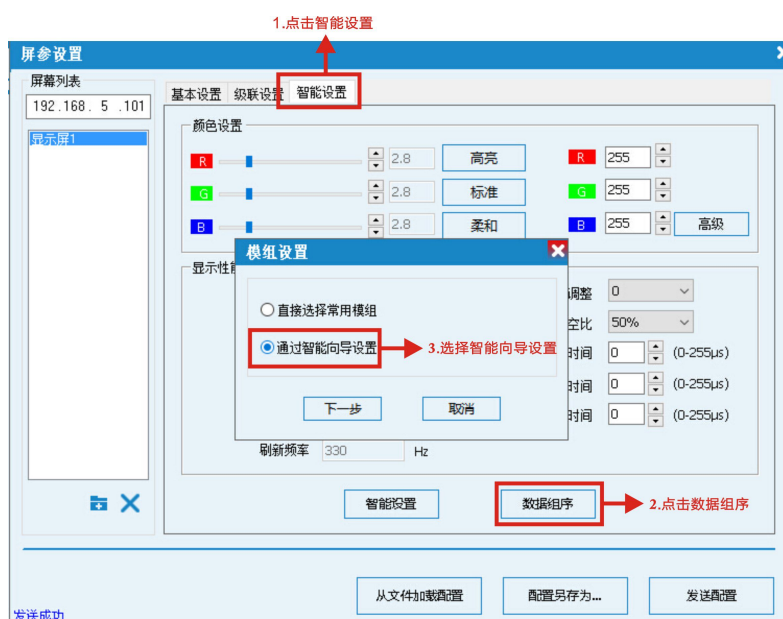 1.点击智能设置
屏参设置
屏幕列表
192.168. 5 .101
显示屏1
基本设置 级联设置 智能设置
颜色设置
R 2.8 高亮 R 255
G 2.8 标准 G 255
B 2.8 柔和 B 255 高级
模组设置
显示性能
直接选择常用模组
通过智能向导设置
3.选择智能向导设置
下一步 取消
调整 0
空比 50%
时间 0 (0-255μs)
时间 0 (0-255μs)
时间 0 (0-255μs)
刷新频率 330 Hz
智能设置 数据组序
2.点击数据组序
从文件加载配置 配置另存为... 发送配置
发送成功